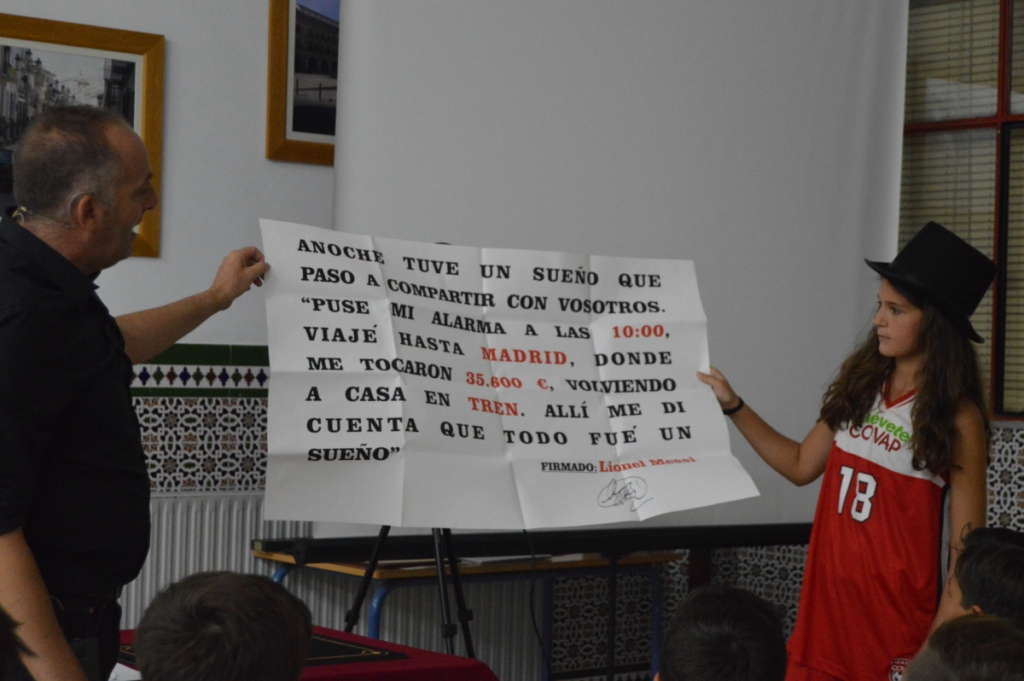 ANOCHE TUVE UN SUEÑO QUE
PASO A COMPARTIR CON VOSOTROS.
“PUSE MI ALARMA A LAS 10:00,
VIAJÉ HASTA MADRID, DONDE
ME TOCARON 35.600 €, VOLVIENDO
A CASA EN TREN. ALLÍ ME DI
CUENTA QUE TODO FUÉ UN
SUEÑO”
FIRMADO: Lionel Messi
COVAP
18